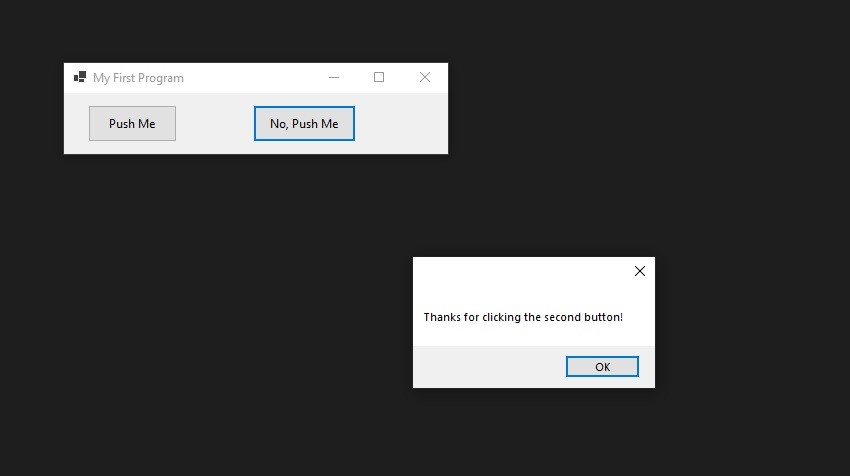 My First Program
Push Me
No, Push Me
Thanks for clicking the second button!
OK